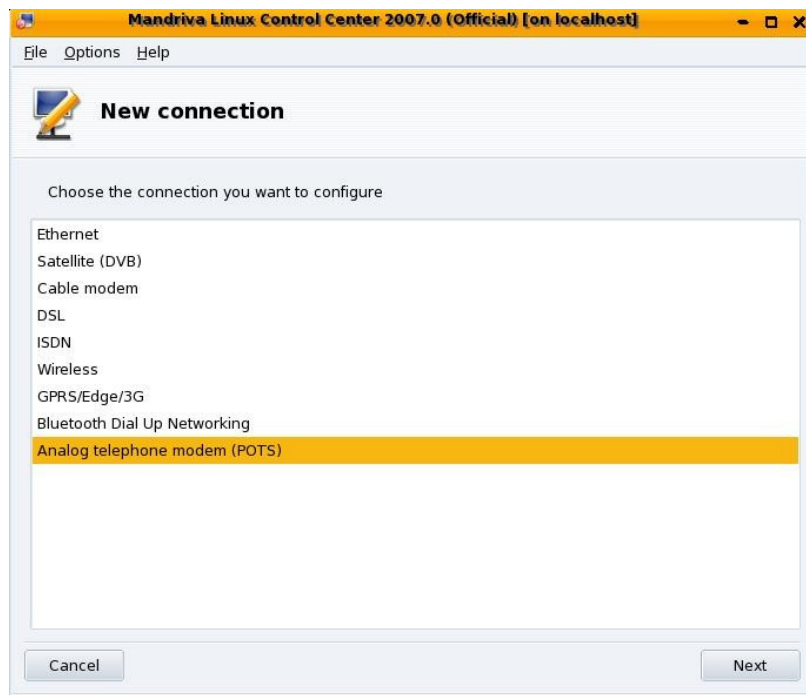 Mandriva Linux Control Center 2007.0 (Official) [on localhost]
File Options Help
New connection
Choose the connection you want to configure
Ethernet
Satellite (DVB)
Cable modem
DSL
ISDN
Wireless
GPRS/Edge/3G
Bluetooth Dial Up Networking
Analog telephone modem (POTS)
Cancel Next